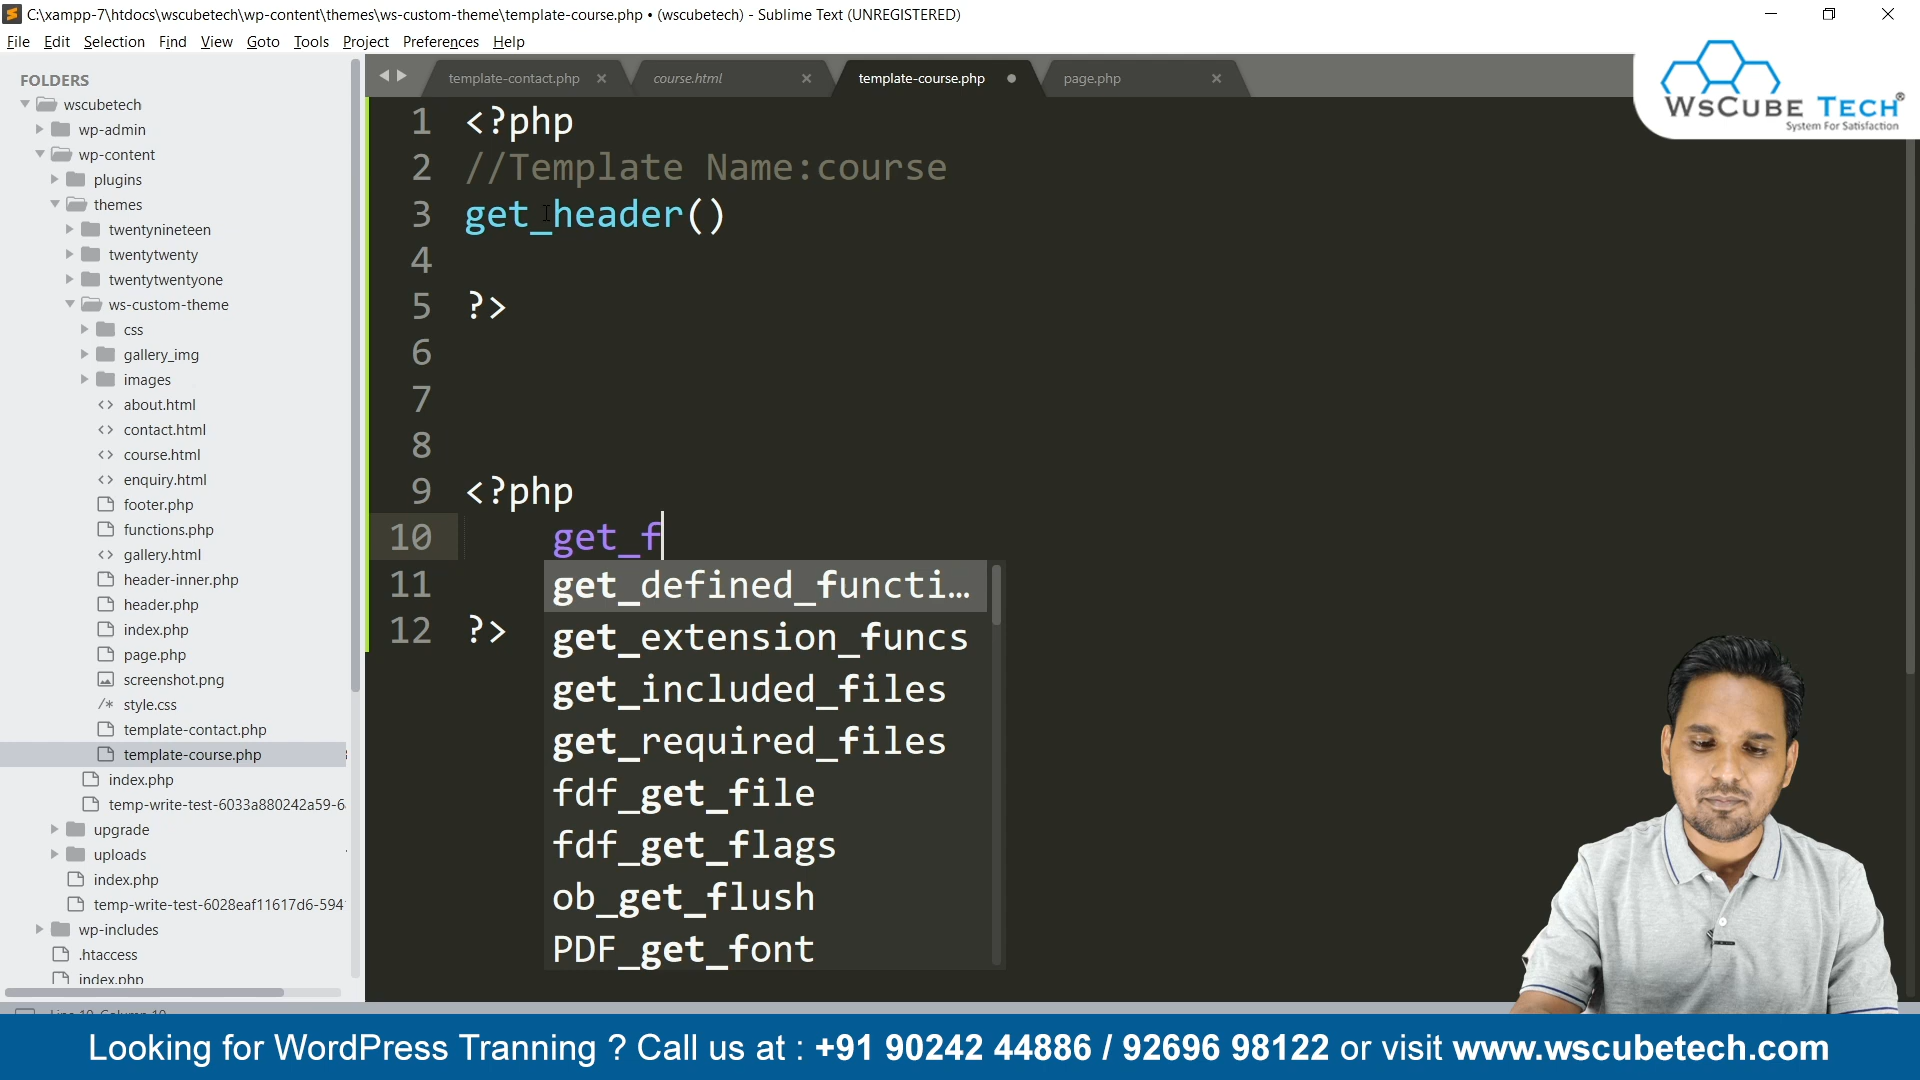 C:\xampp-7\htdocs\wscubetech\wp-content\themes\ws-custom-theme\template-course.php • (wscubetech) - Sublime Text (UNREGISTERED)
File Edit Selection Find View Goto Tools Project Preferences Help
WsCube Tech®
System For Satisfaction
FOLDERS
wscubetech
wp-admin
wp-content
plugins
themes
twentynineteen
twentytwenty
twentytwentyone
ws-custom-theme
css
gallery_img
images
about.html
contact.html
course.html
enquiry.html
footer.php
functions.php
gallery.html
header-inner.php
header.php
index.php
page.php
screenshot.png
style.css
template-contact.php
template-course.php
index.php
temp-write-test-6033a880242a59-6
upgrade
uploads
index.php
temp-write-test-6028eaf11617d6-594
wp-includes
.htaccess
index.php
template-contact.php course.html template-course.php page.php
1 <?php
2 //Template Name:course
3 get_header()
4
5 ?>
6
7
8
9 <?php
10 get_f
11
12 ?>
get_defined_functi…
get_extension_funcs
get_included_files
get_required_files
fdf_get_file
fdf_get_flags
ob_get_flush
PDF_get_font
Looking for WordPress Tranning ? Call us at : +91 90242 44886 / 92696 98122 or visit www.wscubetech.com